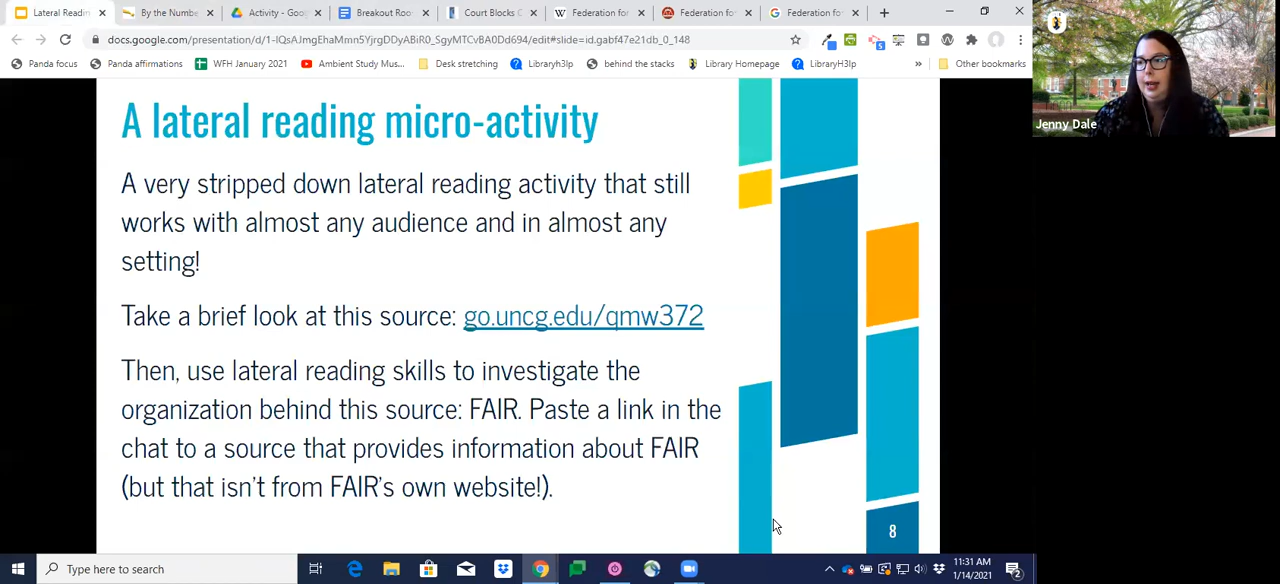 Lateral Readin
By the Numbe
Activity - Goo
Breakout Roo
Court Blocks C
Federation for
Federation fo
Federation fo
docs.google.com/presentation/d/1-IQsAJmgEhaMmn5YjrgDDyABiR0_SgyMTCvBA0Dd694/edit#slide=id.gabf47e21db_0_148
Panda focus
Panda affirmations
WFH January 2021
Ambient Study Mus...
Desk stretching
Libraryh3lp
behind the stacks
Library Homepage
LibraryH3lp
»
Other bookmarks
A lateral reading micro-activity
A very stripped down lateral reading activity that still
works with almost any audience and in almost any
setting!
Take a brief look at this source: go.uncg.edu/qmw372
Then, use lateral reading skills to investigate the
organization behind this source: FAIR. Paste a link in the
chat to a source that provides information about FAIR
(but that isn't from FAIR's own website!).
8
Jenny Dale
Type here to search
11:31 AM
1/14/2021
2